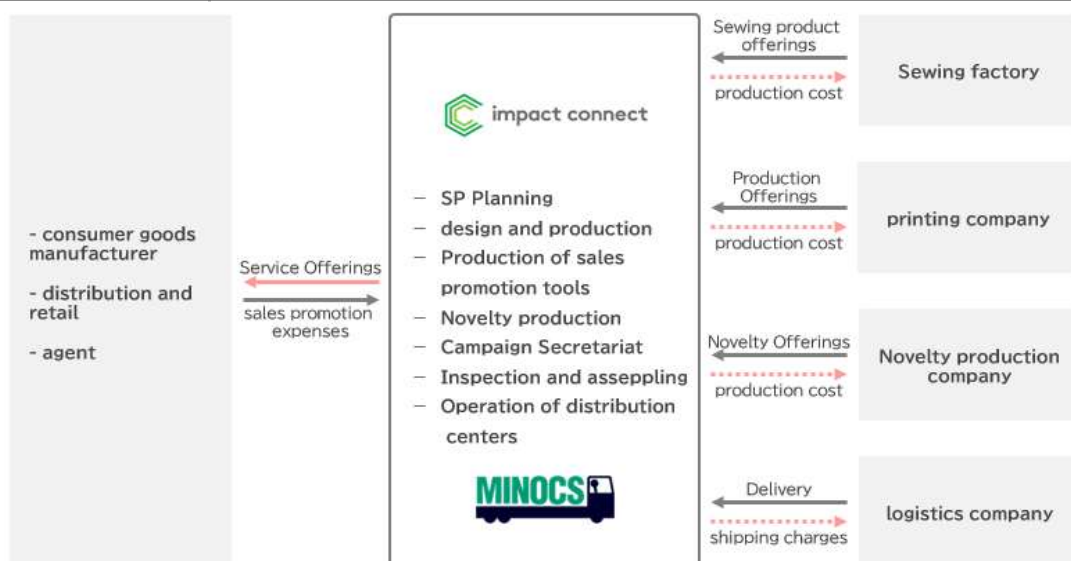 - consumer goods
manufacturer
- distribution and
retail
- agent
Service Offerings
sales promotion
expenses
impact connect
– SP Planning
– design and production
– Production of sales
promotion tools
– Novelty production
– Campaign Secretariat
– Inspection and asseppling
– Operation of distribution
centers
MINOCS
Sewing product
offerings
production cost
Sewing factory
Production
Offerings
production cost
printing company
Novelty Offerings
production cost
Novelty production
company
Delivery
shipping charges
logistics company